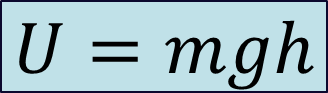 U = mgh